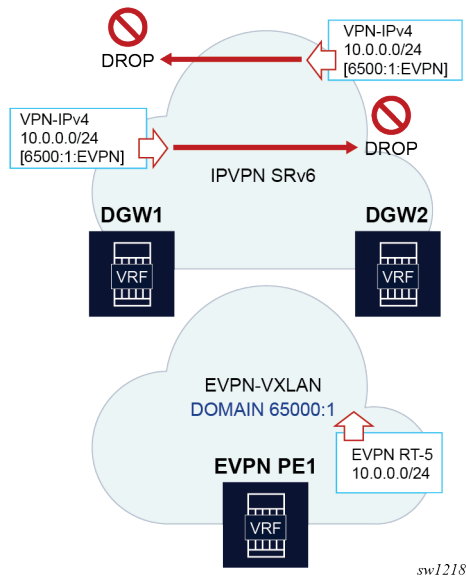 VPN-IPv4
10.0.0.0/24
[6500:1:EVPN]
DROP
VPN-IPv4
10.0.0.0/24
[6500:1:EVPN]
DROP
IPVPN SRv6
DGW1
DGW2
VRF
VRF
EVPN-VXLAN
DOMAIN 65000:1
EVPN RT-5
10.0.0.0/24
EVPN PE1
VRF
sw1218